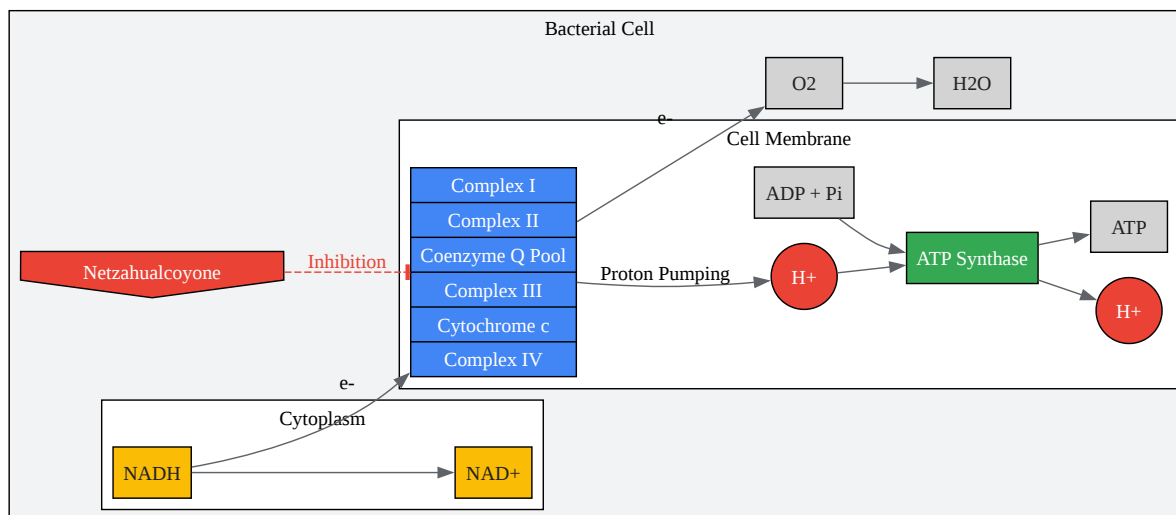 Bacterial Cell
O2
H2O
e-
Cell Membrane
Complex I
Complex II
Coenzyme Q Pool
Complex III
Cytochrome c
Complex IV
ADP + Pi
ATP
ATP Synthase
Netzahualcoyone
Inhibition
Proton Pumping
H+
H+
e-
Cytoplasm
NADH
NAD+